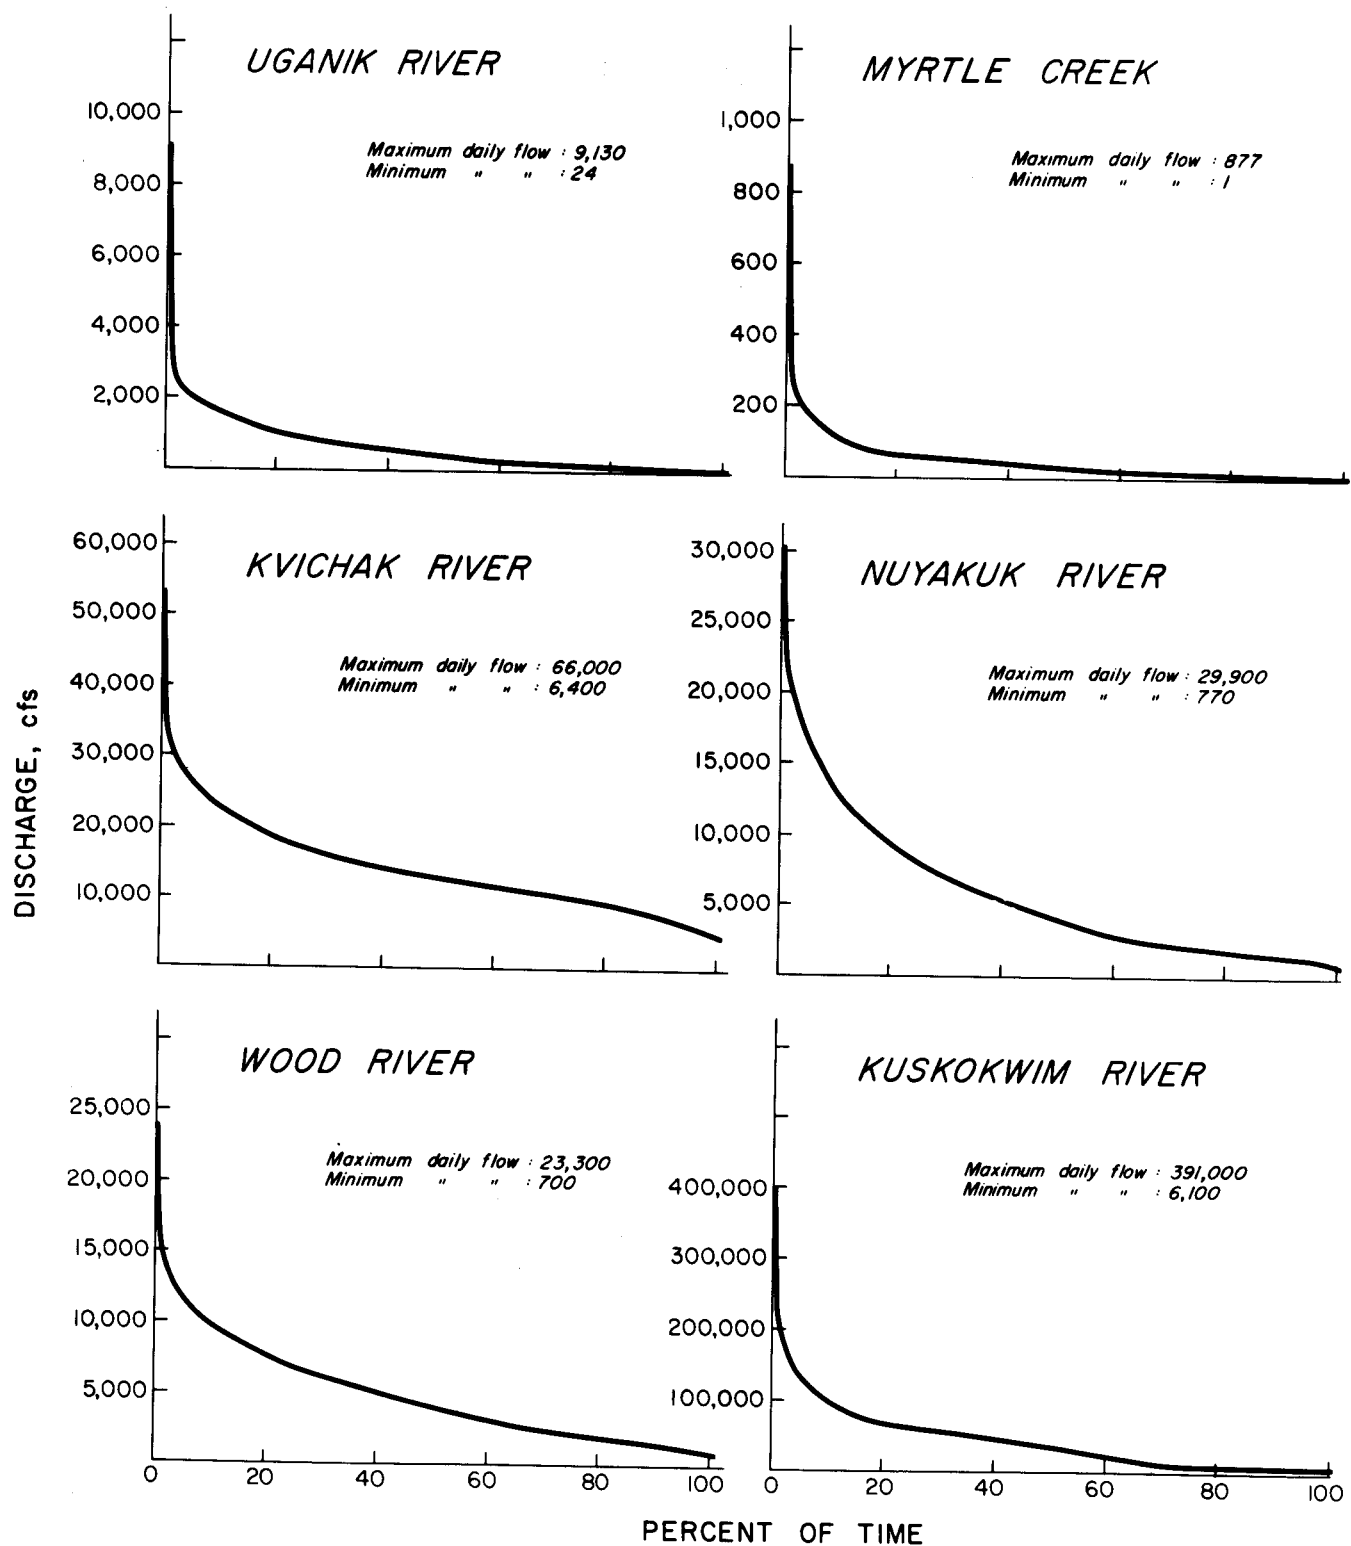 UGANIK RIVER
Maximum daily flow : 9,130
Minimum " " : 24
10,000
8,000
6,000
4,000
2,000
MYRTLE CREEK
Maximum daily flow : 877
Minimum " " : 1
1,000
800
600
400
200
KVICHAK RIVER
Maximum daily flow : 66,000
Minimum " " : 6,400
60,000
50,000
40,000
30,000
20,000
10,000
NUYAKUK RIVER
Maximum daily flow : 29,900
Minimum " " : 770
30,000
25,000
20,000
15,000
10,000
5,000
DISCHARGE, cfs
WOOD RIVER
Maximum daily flow : 23,300
Minimum " " : 700
25,000
20,000
15,000
10,000
5,000
0 20 40 60 80 100
KUSKOKWIM RIVER
Maximum daily flow : 391,000
Minimum " " : 6,100
400,000
300,000
200,000
100,000
0 20 40 60 80 100
PERCENT OF TIME